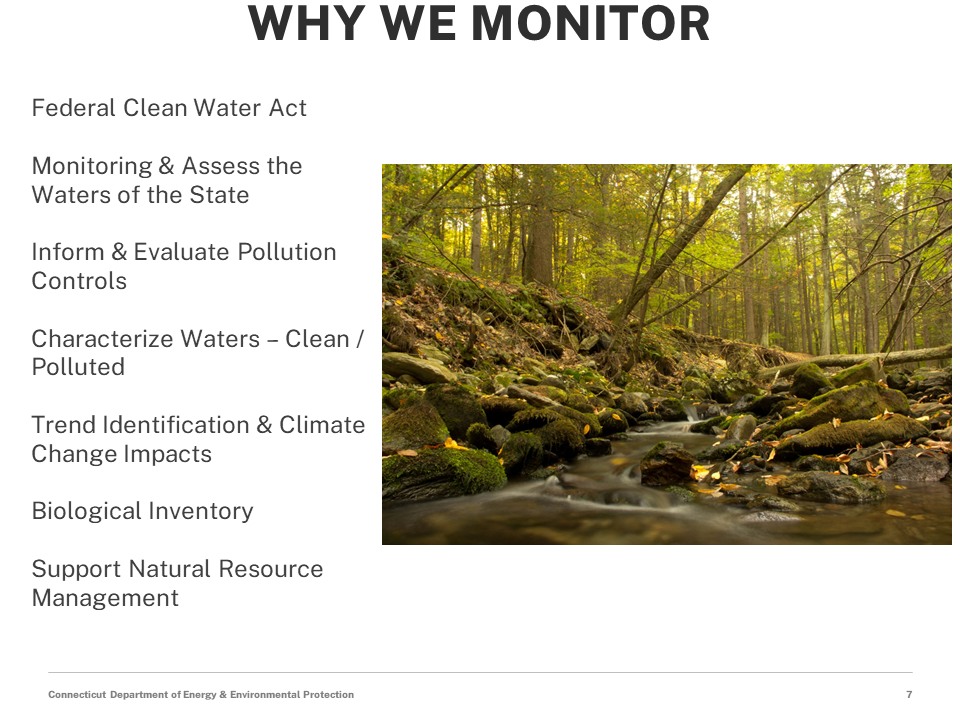 WHY WE MONITOR
Federal Clean Water Act
Monitoring & Assess the
Waters of the State
Inform & Evaluate Pollution
Controls
Characterize Waters – Clean /
Polluted
Trend Identification & Climate
Change Impacts
Biological Inventory
Support Natural Resource
Management
Connecticut Department of Energy & Environmental Protection
7